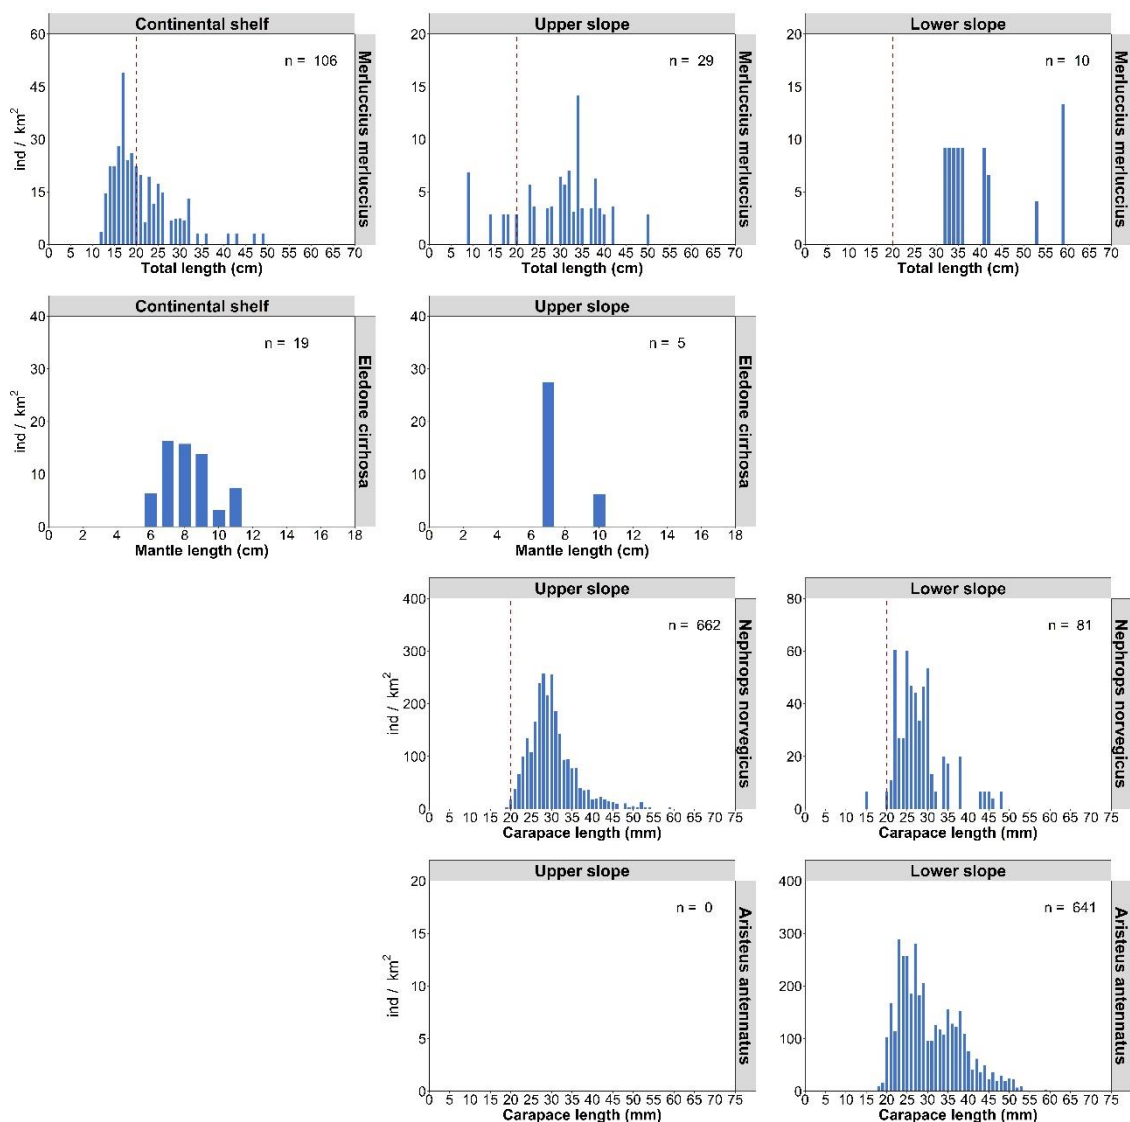 Continental shelf
Upper slope
Lower slope
60
45
30
15
0
ind / km²
n = 106
Merluccius merluccius
0 5 10 15 20 25 30 35 40 45 50 55 60 65 70
Total length (cm)
20
15
10
5
0
n = 29
Merluccius merluccius
0 5 10 15 20 25 30 35 40 45 50 55 60 65 70
Total length (cm)
20
15
10
5
0
n = 10
Merluccius merluccius
0 5 10 15 20 25 30 35 40 45 50 55 60 65 70
Total length (cm)
Continental shelf
Upper slope
40
30
20
10
0
ind / km²
n = 19
Eledone cirrhosa
0 2 4 6 8 10 12 14 16 18
Mantle length (cm)
40
30
20
10
0
n = 5
Eledone cirrhosa
0 2 4 6 8 10 12 14 16 18
Mantle length (cm)
Upper slope
Lower slope
400
300
200
100
0
ind / km²
n = 662
Nephrops norvegicus
0 5 10 15 20 25 30 35 40 45 50 55 60 65 70 75
Carapace length (mm)
80
60
40
20
0
n = 81
Nephrops norvegicus
0 5 10 15 20 25 30 35 40 45 50 55 60 65 70 75
Carapace length (mm)
Upper slope
Lower slope
20
15
10
5
0
ind / km²
n = 0
Aristeus antennatus
0 5 10 15 20 25 30 35 40 45 50 55 60 65 70 75
Carapace length (mm)
400
300
200
100
0
n = 641
Aristeus antennatus
0 5 10 15 20 25 30 35 40 45 50 55 60 65 70 75
Carapace length (mm)